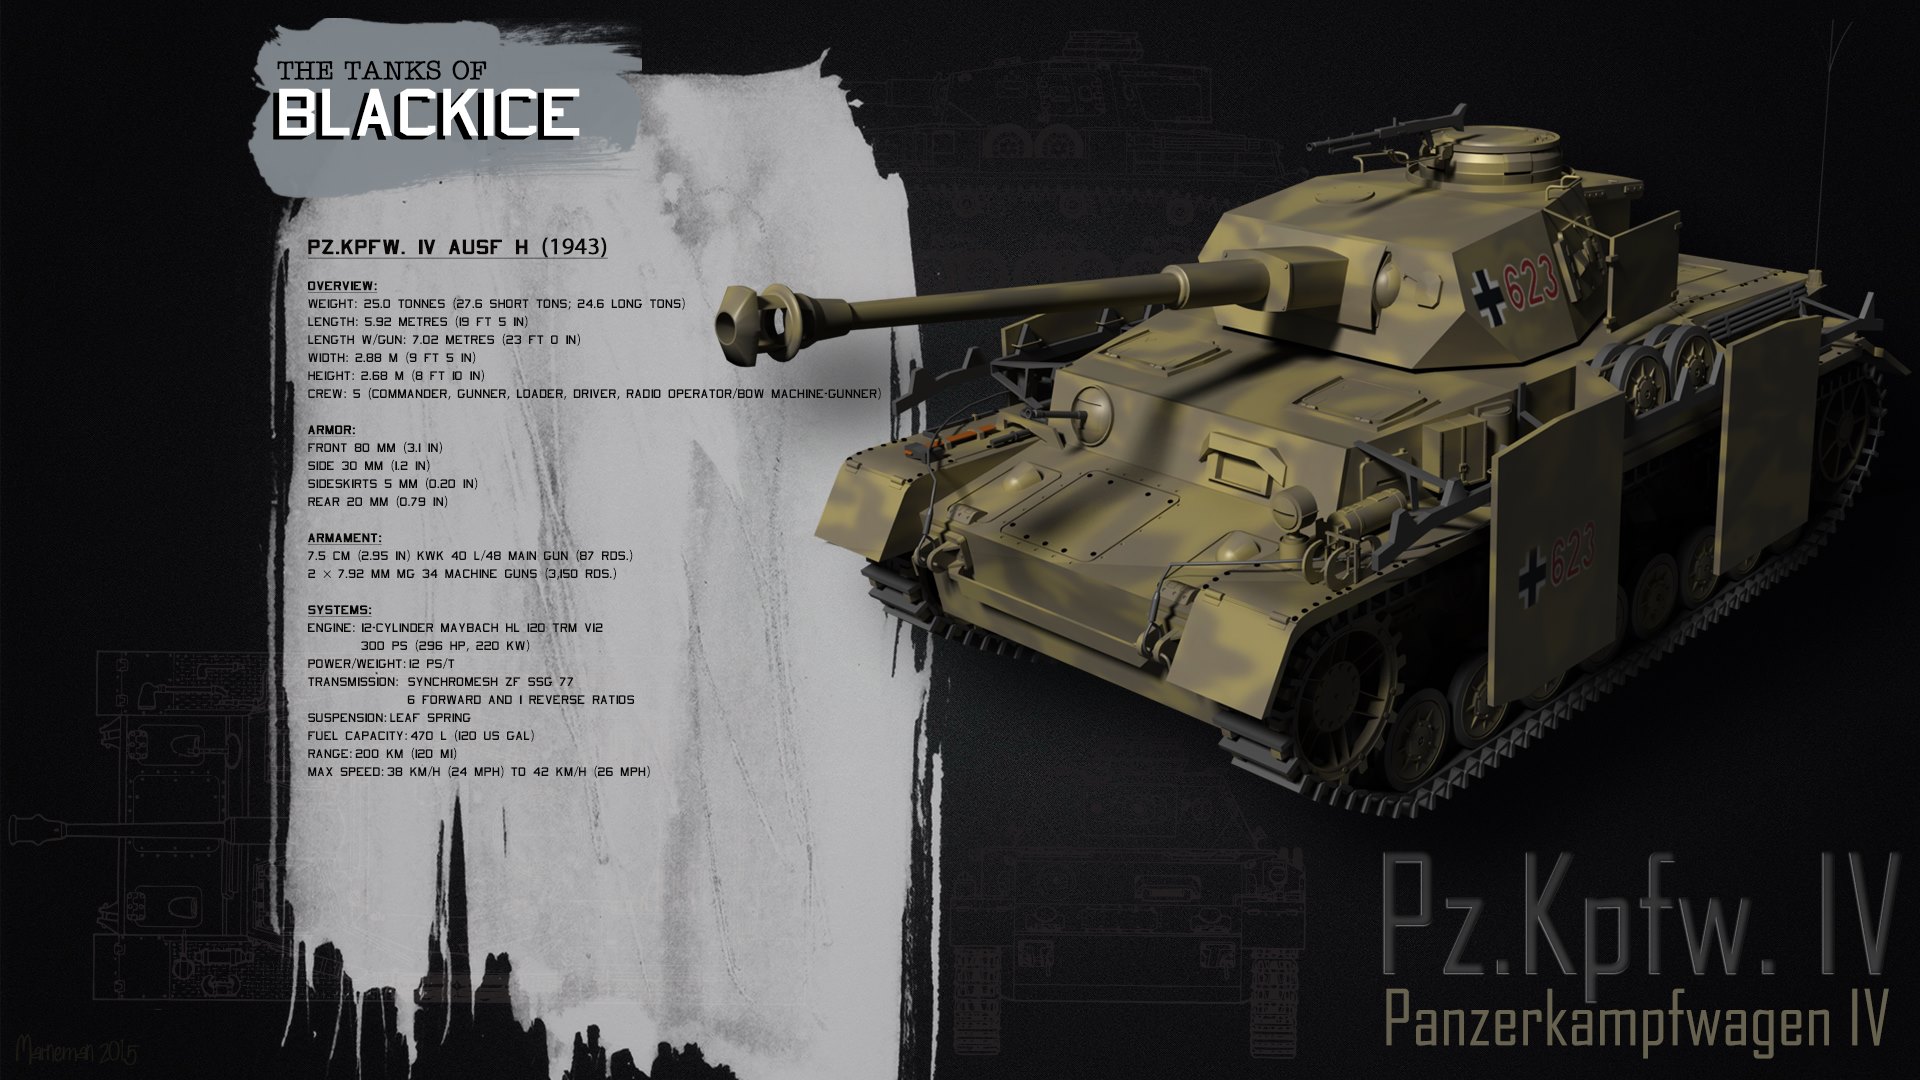 THE TANKS OF
BLACKICE
PZ.KPFW. IV AUSF H (1943)
OVERVIEW:
WEIGHT: 25.0 TONNES (27.6 SHORT TONS; 24.6 LONG TONS)
LENGTH: 5.92 METRES (19 FT 5 IN)
LENGTH W/GUN: 7.02 METRES (23 FT 0 IN)
WIDTH: 2.88 M (9 FT 5 IN)
HEIGHT: 2.68 M (8 FT 10 IN)
CREW: 5 (COMMANDER, GUNNER, LOADER, DRIVER, RADIO OPERATOR/BOW MACHINE-GUNNER)
ARMOR:
FRONT 80 MM (3.1 IN)
SIDE 30 MM (1.2 IN)
SIDESKIRTS 5 MM (0.20 IN)
REAR 20 MM (0.79 IN)
ARMAMENT:
7.5 CM (2.95 IN) KWK 40 L/48 MAIN GUN (87 RDS.)
2 × 7.92 MM MG 34 MACHINE GUNS (3,150 RDS.)
SYSTEMS:
ENGINE: 12-CYLINDER MAYBACH HL 120 TRM V12
300 PS (296 HP, 220 KW)
POWER/WEIGHT: 12 PS/T
TRANSMISSION: SYNCHROMESH ZF SSG 77
6 FORWARD AND 1 REVERSE RATIOS
SUSPENSION: LEAF SPRING
FUEL CAPACITY: 470 L (120 US GAL)
RANGE: 200 KM (120 MI)
MAX SPEED: 38 KM/H (24 MPH) TO 42 KM/H (26 MPH)
623
623
Pz.Kpfw. IV
Panzerkampfwagen IV
Marneman 2015